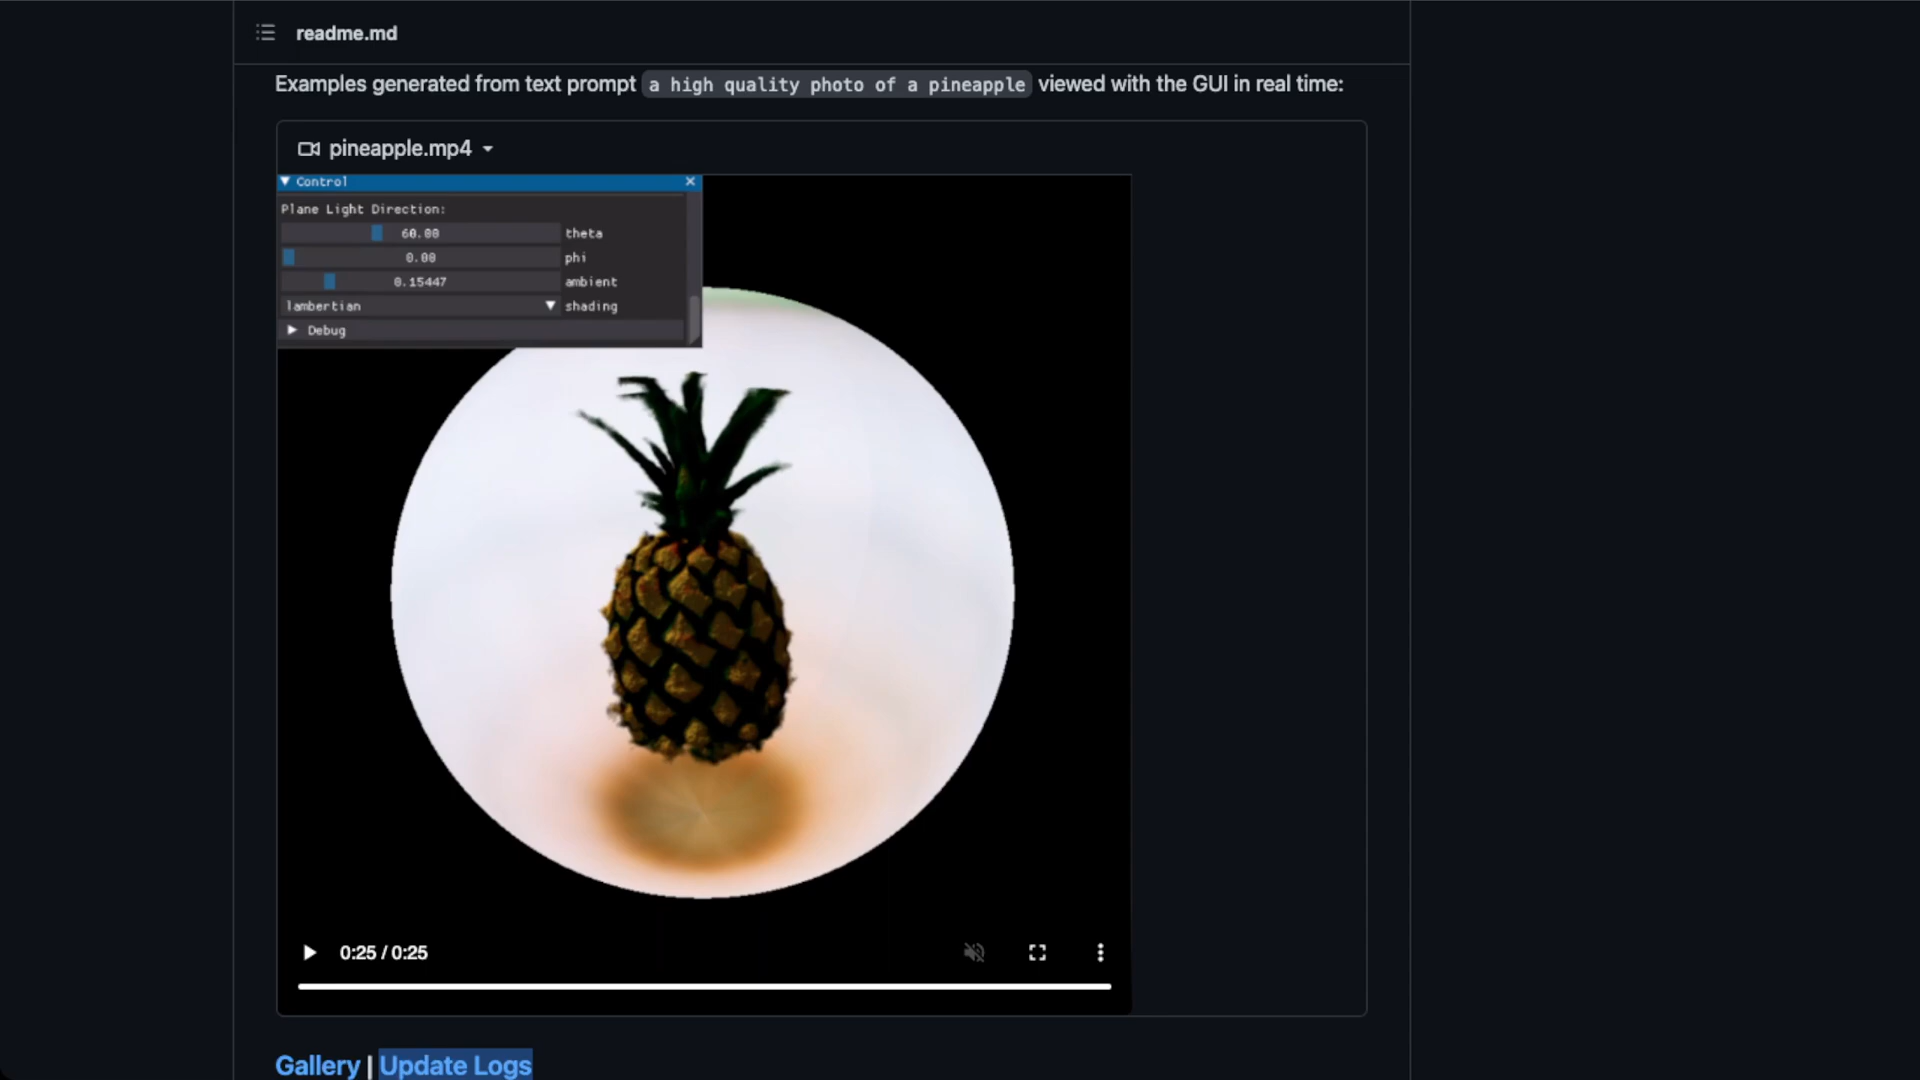 readme.md
Examples generated from text prompt a high quality photo of a pineapple viewed with the GUI in real time:
pineapple.mp4
Control
Plane Light Direction:
60.00 theta
0.00 phi
0.15447 ambient
lambertian shading
Debug
0:25 / 0:25
Gallery | Update Logs